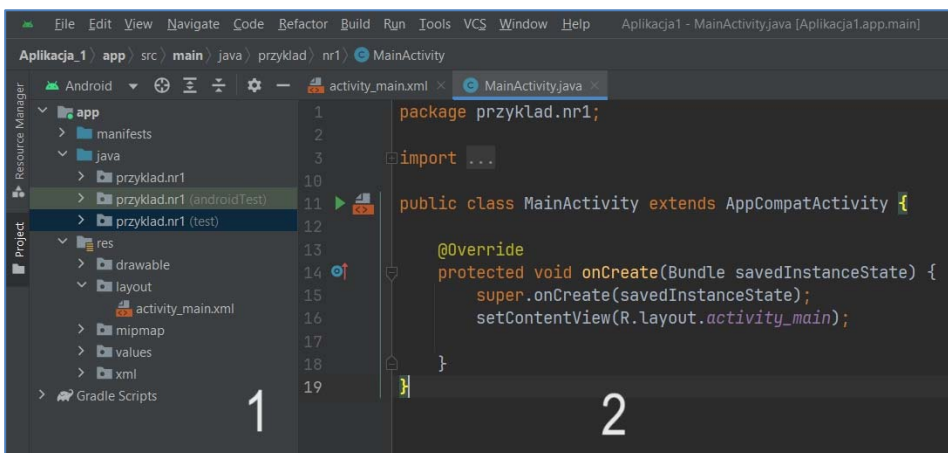 File Edit View Navigate Code Refactor Build Run Tools VCS Window Help Aplikacja1 - MainActivity.java [Aplikacja1.app.main]
Aplikacja_1 > app > src > main > java > przyklad > nr1 > MainActivity
Resource Manager
Project
Android
app
manifests
java
przyklad.nr1
przyklad.nr1 (androidTest)
przyklad.nr1 (test)
res
drawable
layout
activity_main.xml
mipmap
values
xml
Gradle Scripts
1
activity_main.xml MainActivity.java
1 package przyklad.nr1;
2
3 import ...
10
11 public class MainActivity extends AppCompatActivity {
12
13 @Override
14 protected void onCreate(Bundle savedInstanceState) {
15 super.onCreate(savedInstanceState);
16 setContentView(R.layout.activity_main);
17
18 }
19 }
2